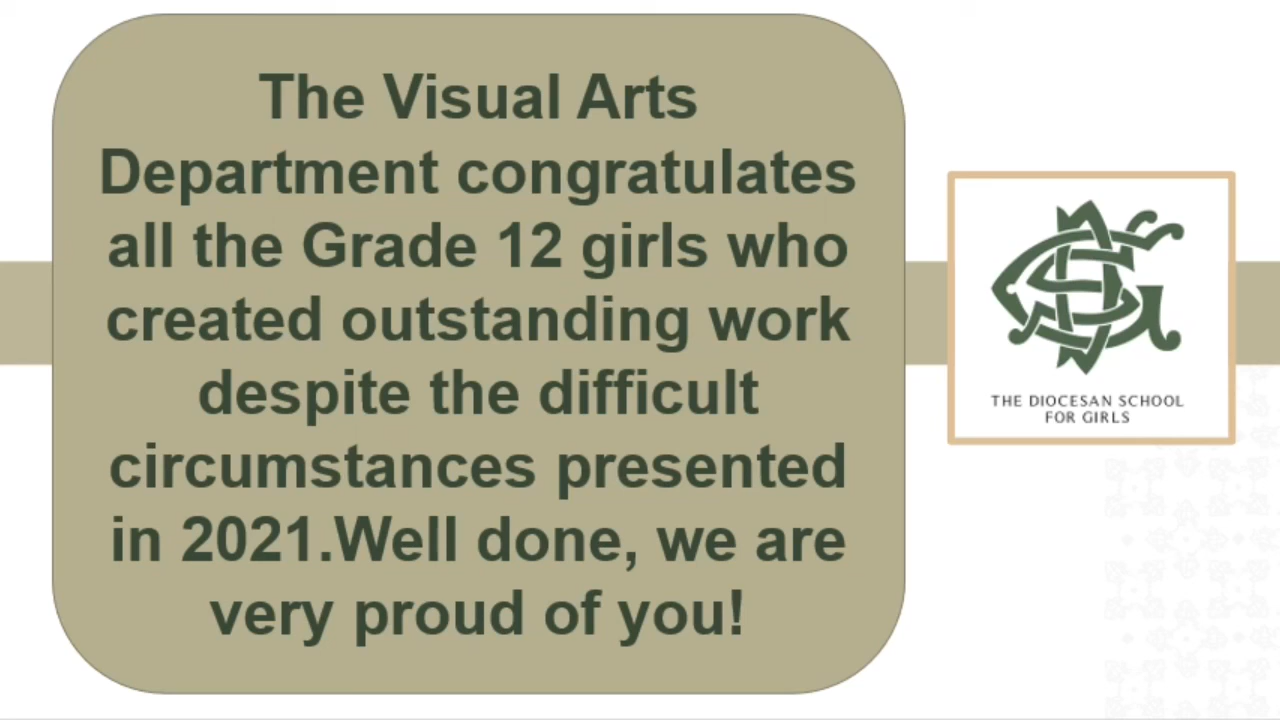 The Visual Arts
Department congratulates
all the Grade 12 girls who
created outstanding work
despite the difficult
circumstances presented
in 2021.Well done, we are
very proud of you!
THE DIOCESAN SCHOOL
FOR GIRLS